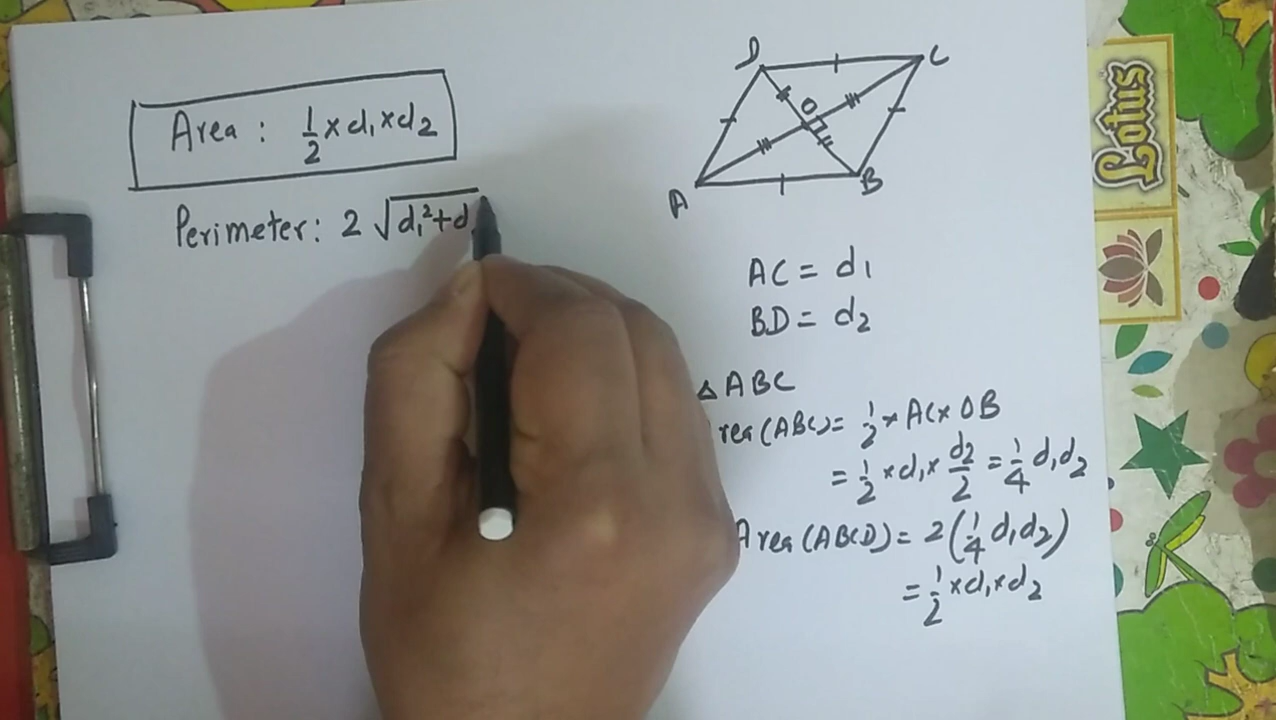 Area : 1/2 × d₁ × d₂
Perimeter: 2 √d₁²+d
D
C
O
A
B
AC = d₁
BD = d₂
△ ABC
rea (ABC) = 1/2 × AC × OB
= 1/2 × d₁ × d₂/2 = 1/4 d₁d₂
Area (ABCD) = 2(1/4 d₁d₂)
= 1/2 × d₁ × d₂
Lotus